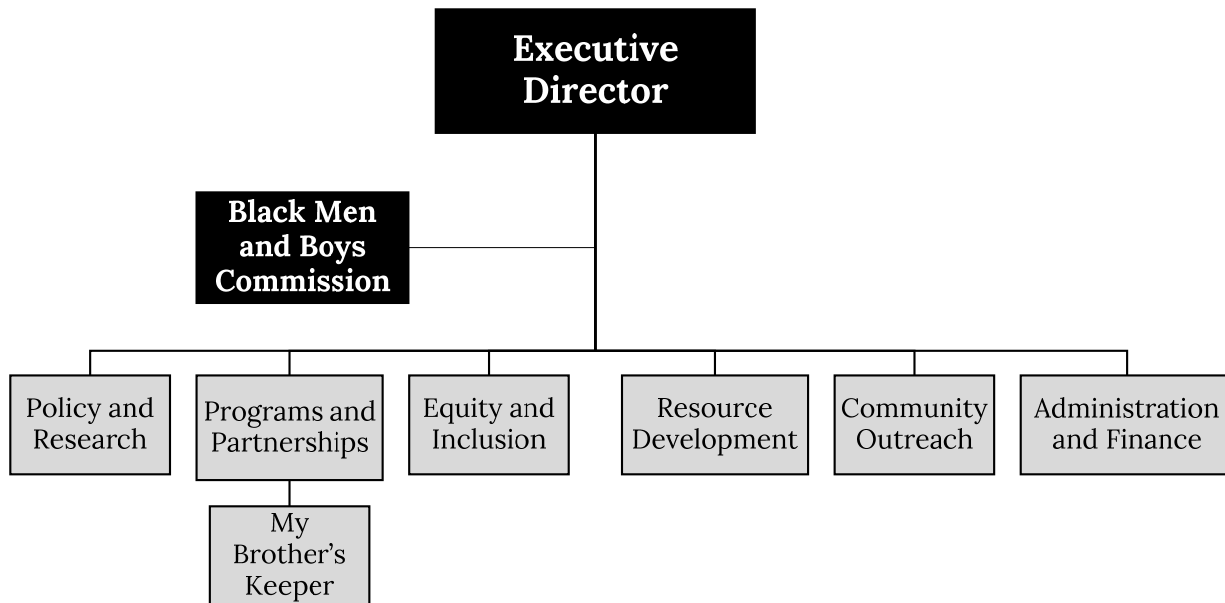 Executive
Director
Black Men
and Boys
Commission
Policy and
Research
Programs and
Partnerships
Equity and
Inclusion
Resource
Development
Community
Outreach
Administration
and Finance
My
Brother’s
Keeper